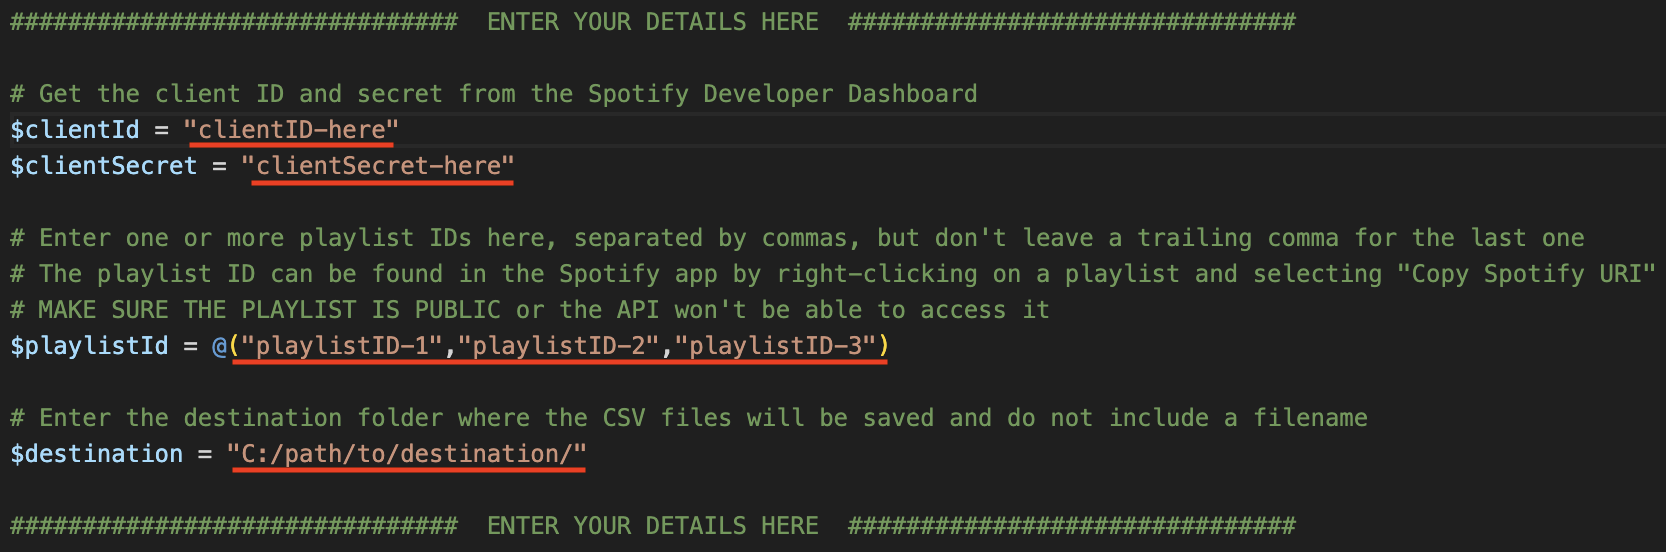 ############################### ENTER YOUR DETAILS HERE ###############################
# Get the client ID and secret from the Spotify Developer Dashboard
$clientId = "clientID-here"
$clientSecret = "clientSecret-here"
# Enter one or more playlist IDs here, separated by commas, but don't leave a trailing comma for the last one
# The playlist ID can be found in the Spotify app by right-clicking on a playlist and selecting "Copy Spotify URI"
# MAKE SURE THE PLAYLIST IS PUBLIC or the API won't be able to access it
$playlistId = @("playlistID-1","playlistID-2","playlistID-3")
# Enter the destination folder where the CSV files will be saved and do not include a filename
$destination = "C:/path/to/destination/"
############################### ENTER YOUR DETAILS HERE ###############################